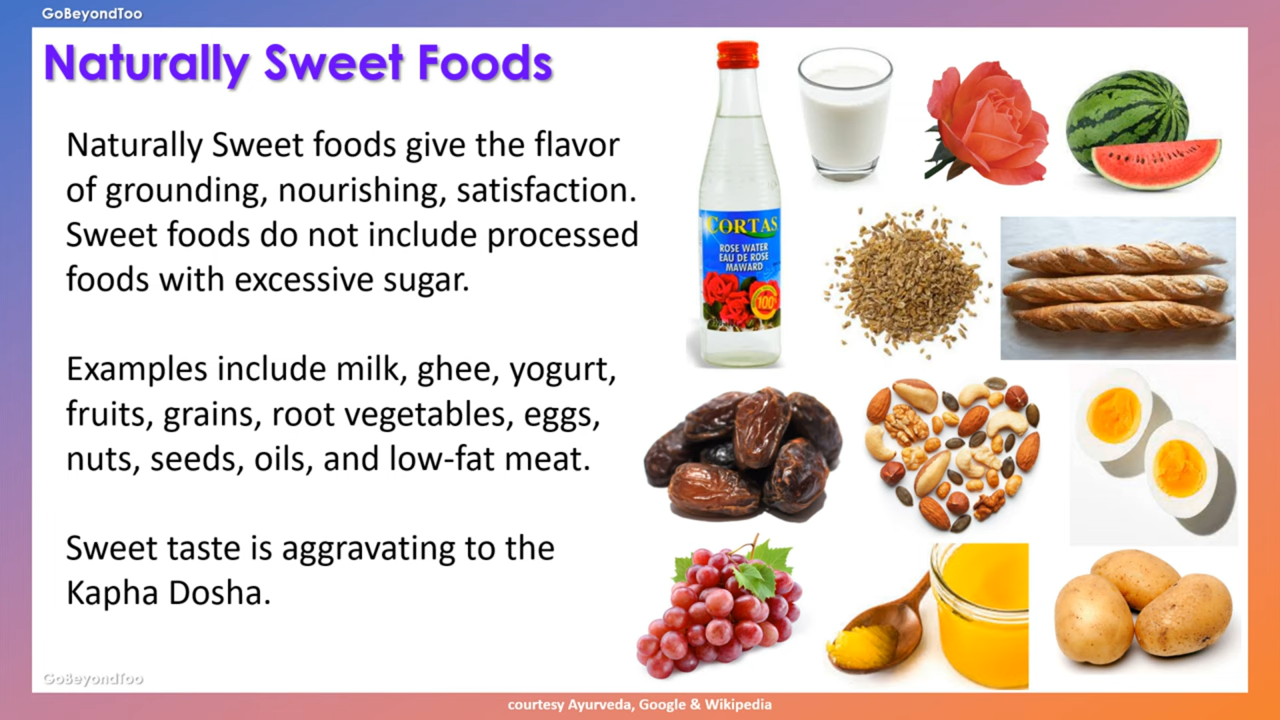 GoBeyondToo
Naturally Sweet Foods
Naturally Sweet foods give the flavor
of grounding, nourishing, satisfaction.
Sweet foods do not include processed
foods with excessive sugar.
Examples include milk, ghee, yogurt,
fruits, grains, root vegetables, eggs,
nuts, seeds, oils, and low-fat meat.
Sweet taste is aggravating to the
Kapha Dosha.
CORTAS
ROSE WATER
EAU DE ROSE
MAWARD
100
GoBeyondToo
courtesy Ayurveda, Google & Wikipedia